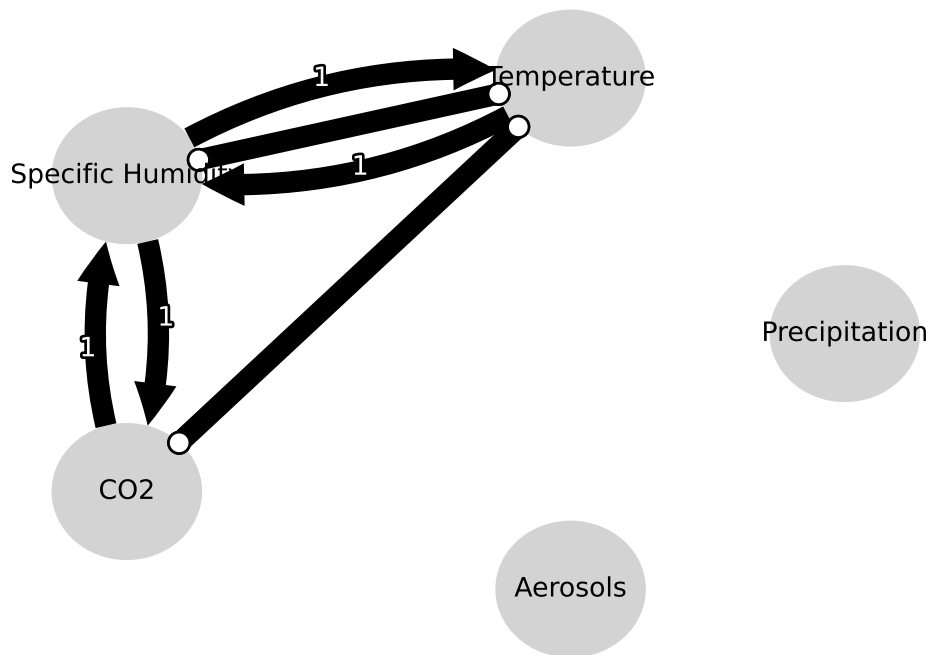 Temperature
1
1
Specific Humidity
1
1
Precipitation
CO2
Aerosols